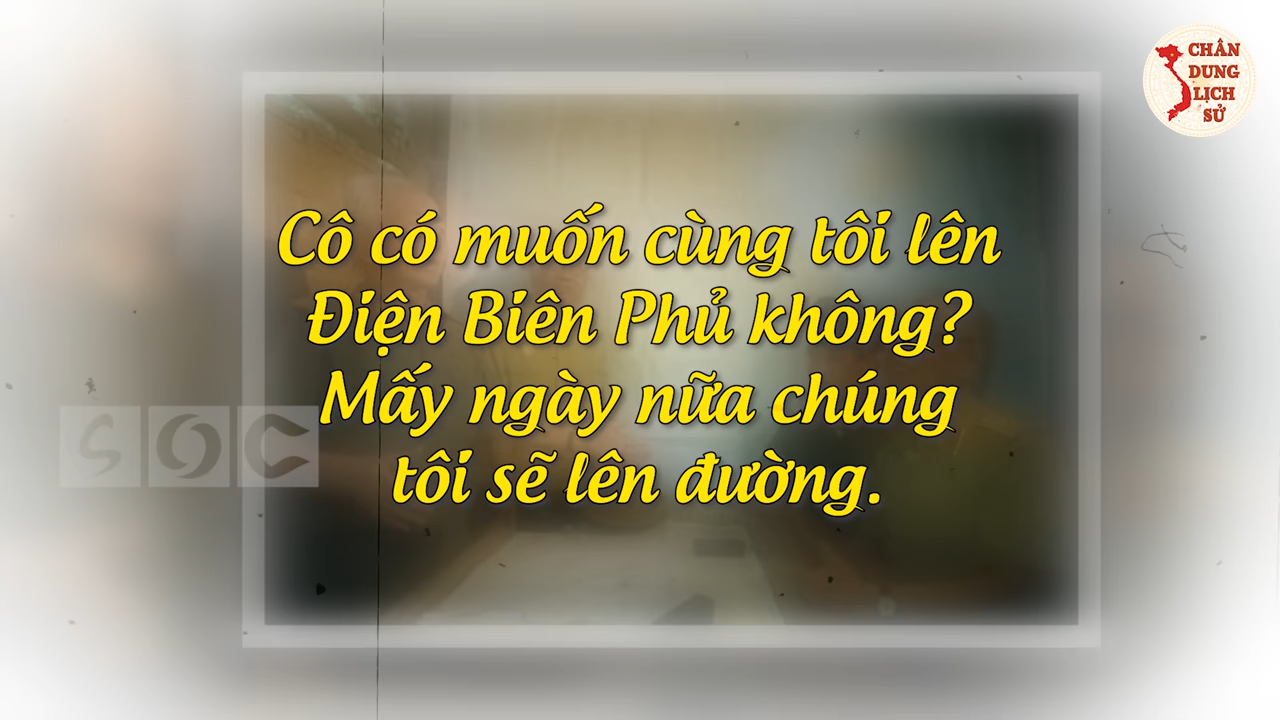 CHÂN
DUNG
LỊCH
SỬ
Cô có muốn cùng tôi lên
Điện Biên Phủ không?
Mấy ngày nữa chúng
tôi sẽ lên đường.
SOC